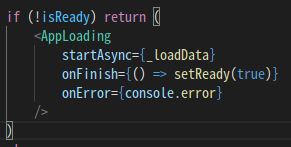 if (!isReady) return (
<AppLoading
startAsync={_loadData}
onFinish={() => setReady(true)}
onError={console.error}
/>
)